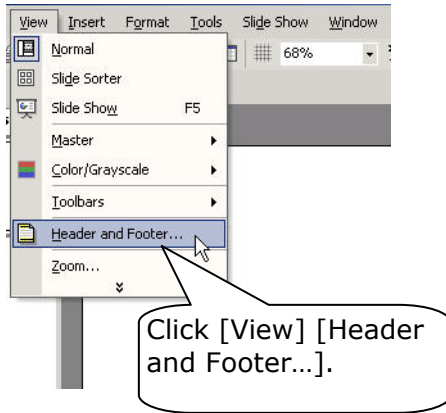 View Insert Format Tools Slide Show Window
Normal 68%
Slide Sorter
Slide Show F5
Master
Color/Grayscale
Toolbars
Header and Footer...
Zoom...
Click [View] [Header
and Footer…].